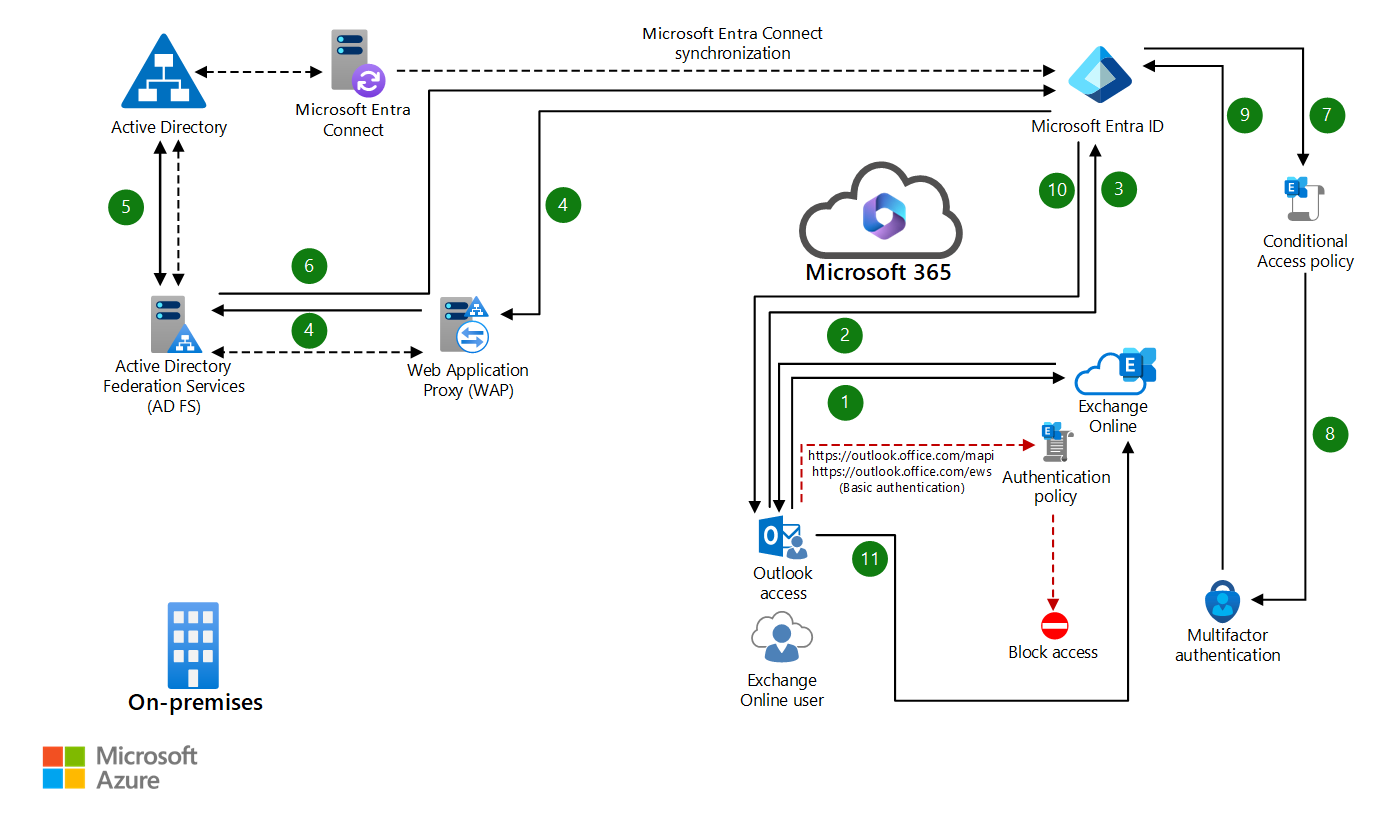 Microsoft Entra Connect
synchronization
Active Directory
Microsoft Entra
Connect
Microsoft Entra ID
9
7
5
4
10
3
Conditional
Access policy
6
Microsoft 365
4
2
Active Directory
Federation Services
(AD FS)
Web Application
Proxy (WAP)
1
E
Exchange
Online
8
https://outlook.office.com/mapi
https://outlook.office.com/ews
(Basic authentication)
Authentication
policy
11
Outlook
access
Multifactor
authentication
Block access
Exchange
Online user
On-premises
Microsoft
Azure